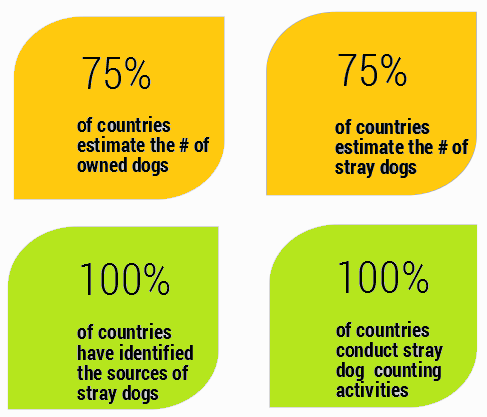 75%
of countries
estimate the # of
owned dogs
75%
of countries
estimate the # of
stray dogs
100%
of countries
have identified
the sources of
stray dogs
100%
of countries
conduct stray
dog counting
activities